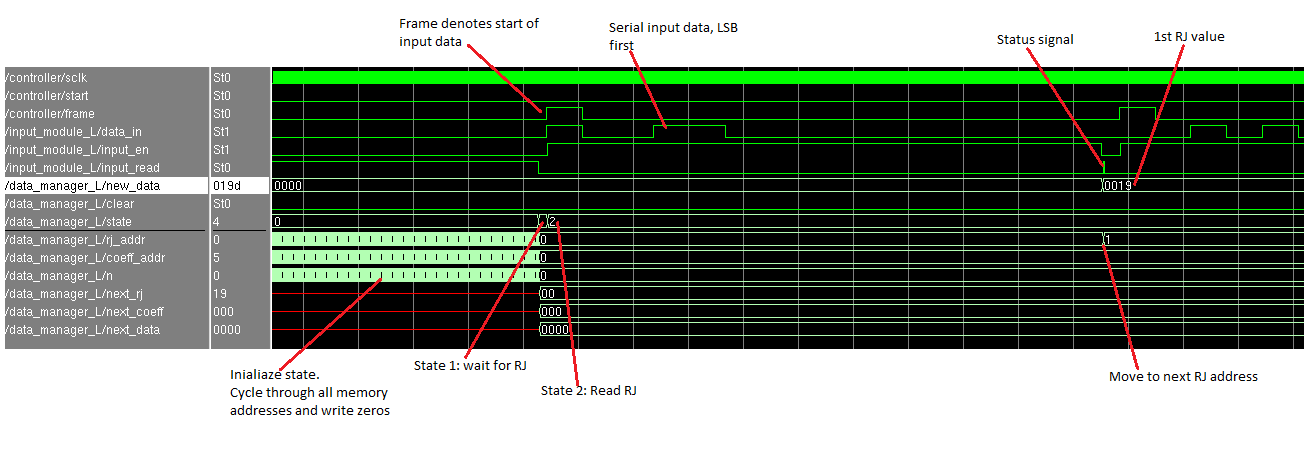 Frame denotes start of
input data
Serial input data, LSB
first
Status signal
1st RJ value
/controller/sclk St0
/controller/start St0
/controller/frame St0
/input_module_L/data_in St1
/input_module_L/input_en St1
/input_module_L/input_read St0
/data_manager_L/new_data 019d 0000 0019
/data_manager_L/clear St0
/data_manager_L/state 4 0 2
/data_manager_L/rj_addr 0 0 1
/data_manager_L/coeff_addr 5 0
/data_manager_L/n 0 0
/data_manager_L/next_rj 19 00
/data_manager_L/next_coeff 000 000
/data_manager_L/next_data 0000 0000
Inialiaze state.
Cycle through all memory
addresses and write zeros
State 1: wait for RJ
State 2: Read RJ
Move to next RJ address